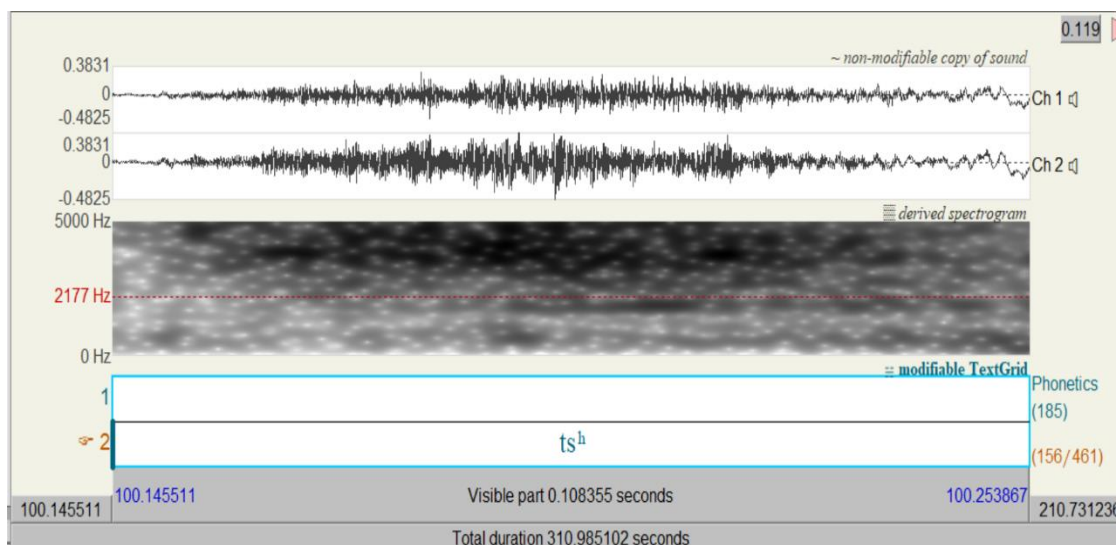 0.119
~ non-modifiable copy of sound
0.3831
0
-0.4825
Ch 1
0.3831
0
-0.4825
Ch 2
5000 Hz
derived spectrogram
2177 Hz
0 Hz
modifiable TextGrid
1
Phonetics
(185)
2
tsʰ
(156/461)
100.145511
Visible part 0.108355 seconds
100.253867
100.145511
210.731236
Total duration 310.985102 seconds